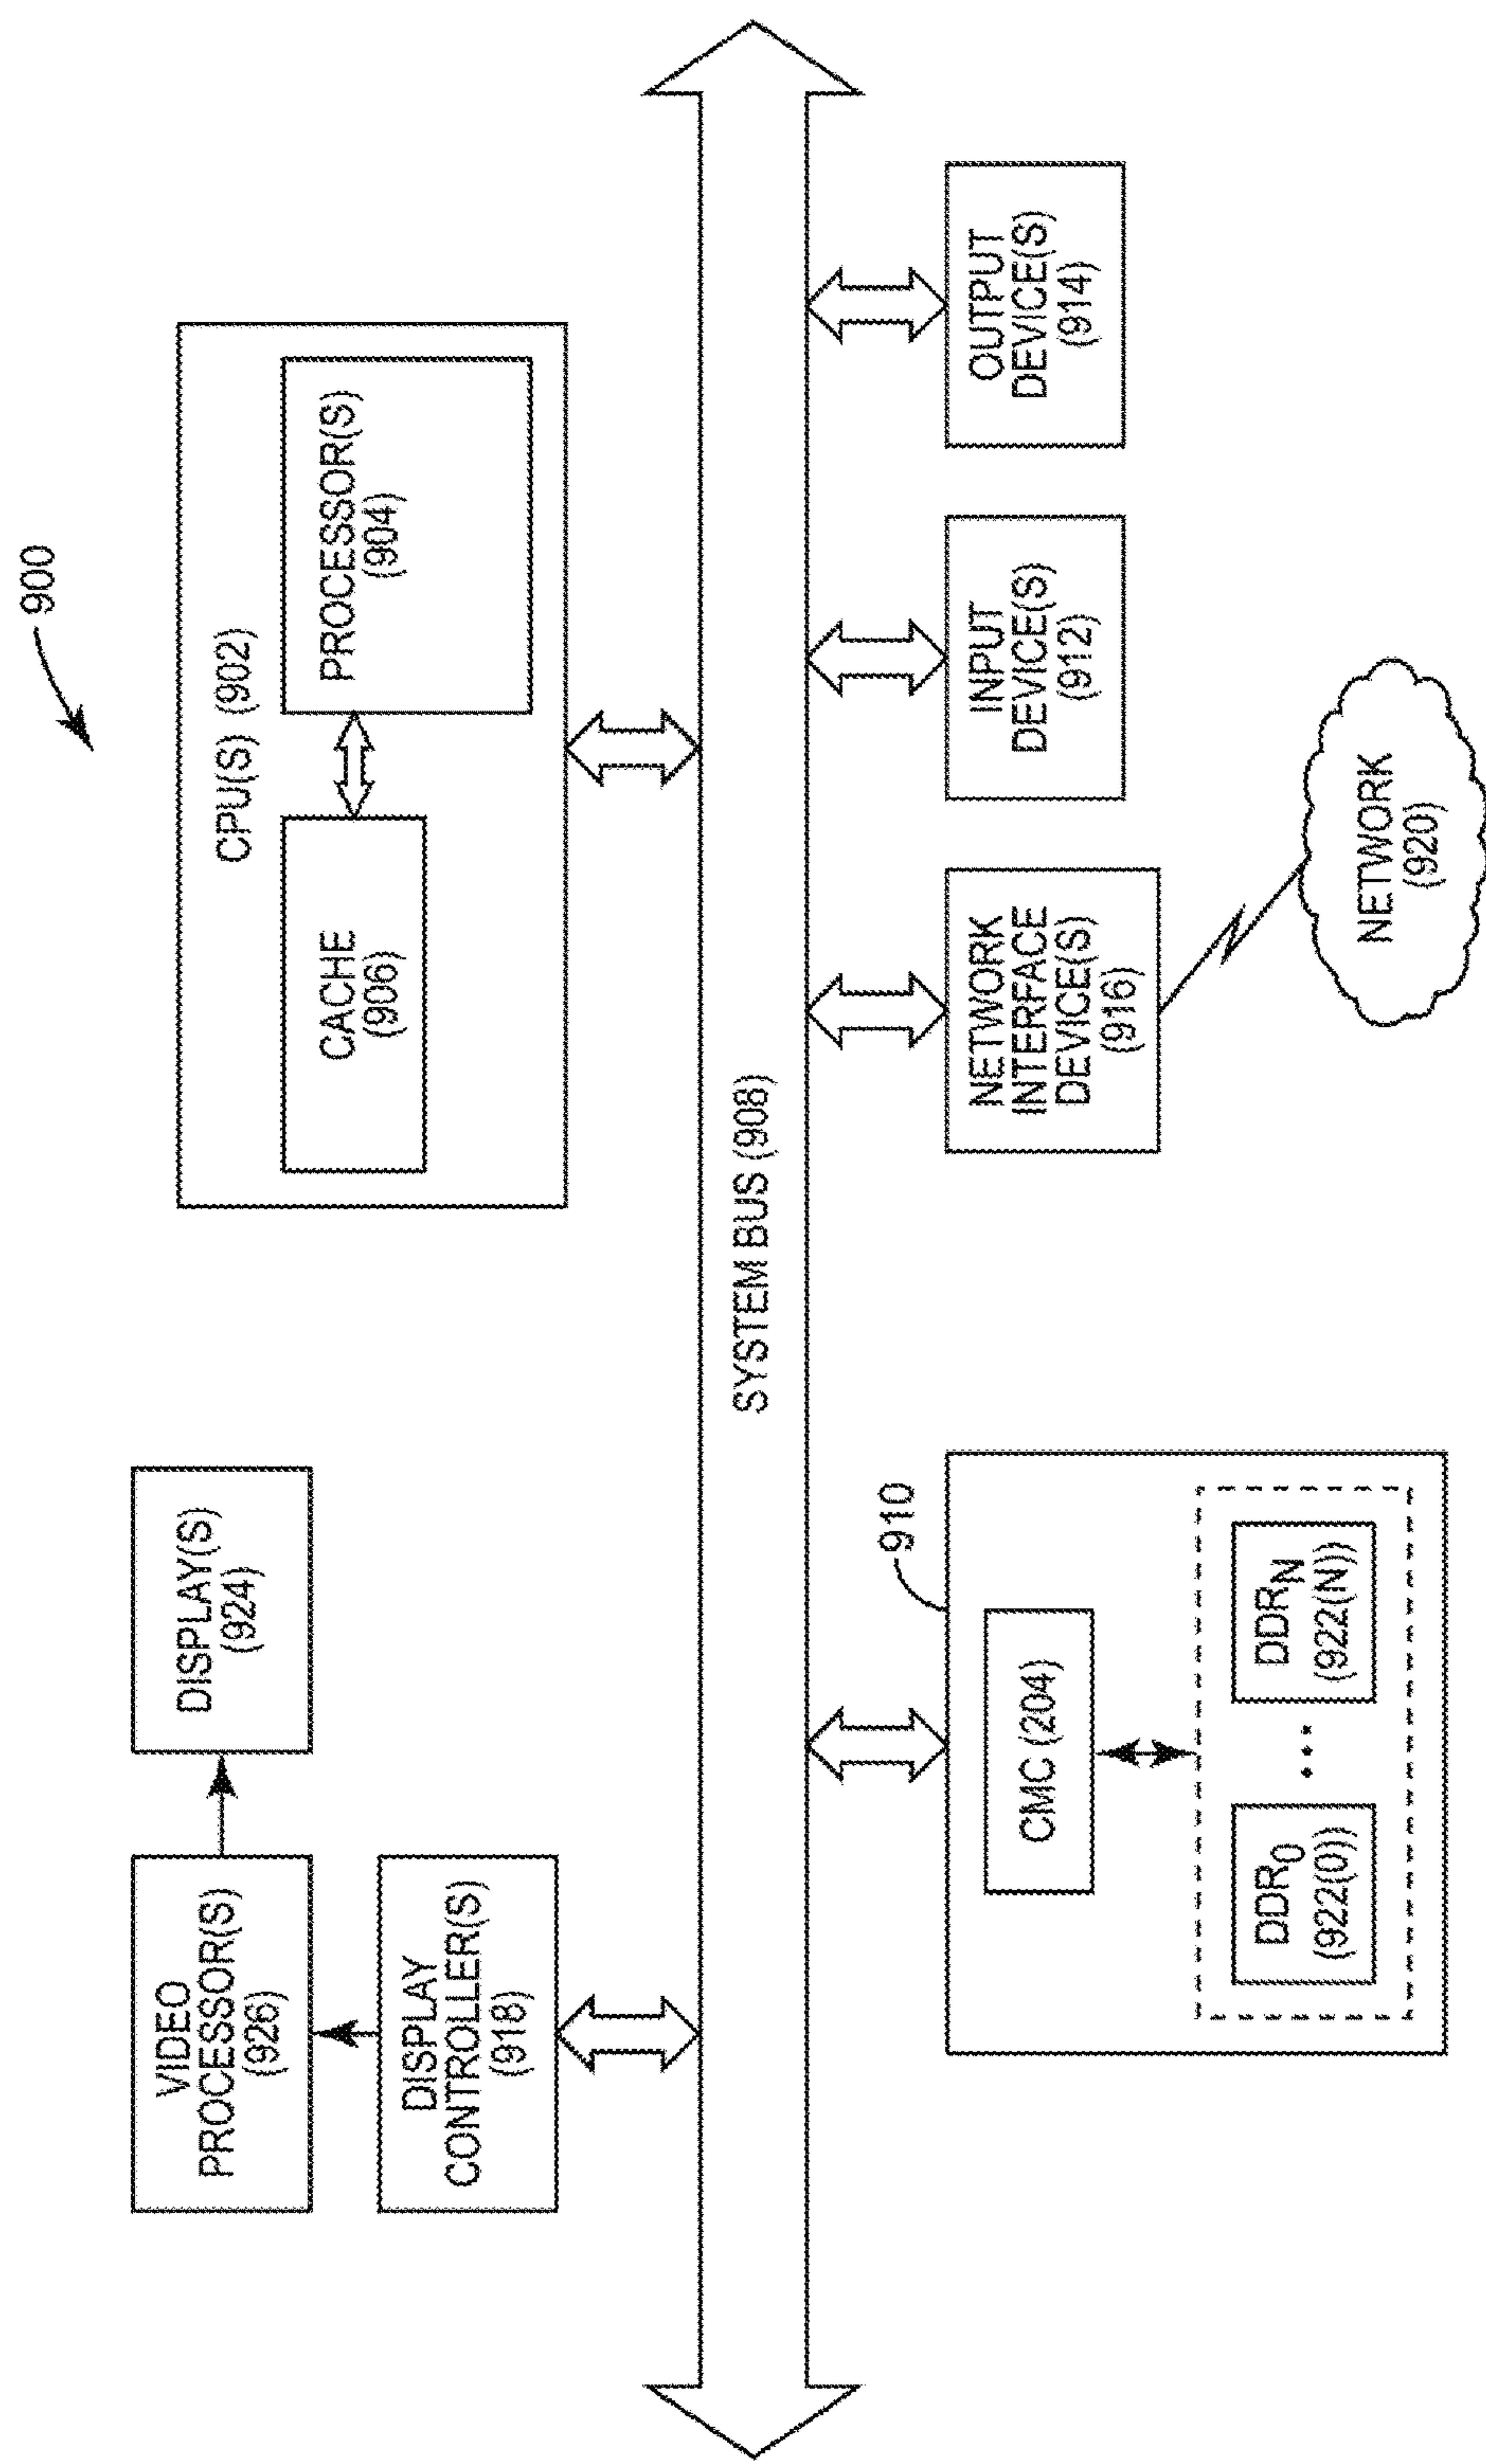 900
CPU(S) (902)
CACHE
(906)
PROCESSOR(S)
(904)
VIDEO
PROCESSOR(S)
(926)
DISPLAY(S)
(924)
DISPLAY
CONTROLLER(S)
(918)
SYSTEM BUS (908)
910
CMC (204)
DDR0
(922(0))
...
DDRN
(922(N))
NETWORK
INTERFACE
DEVICE(S)
(916)
INPUT
DEVICE(S)
(912)
OUTPUT
DEVICE(S)
(914)
NETWORK
(920)